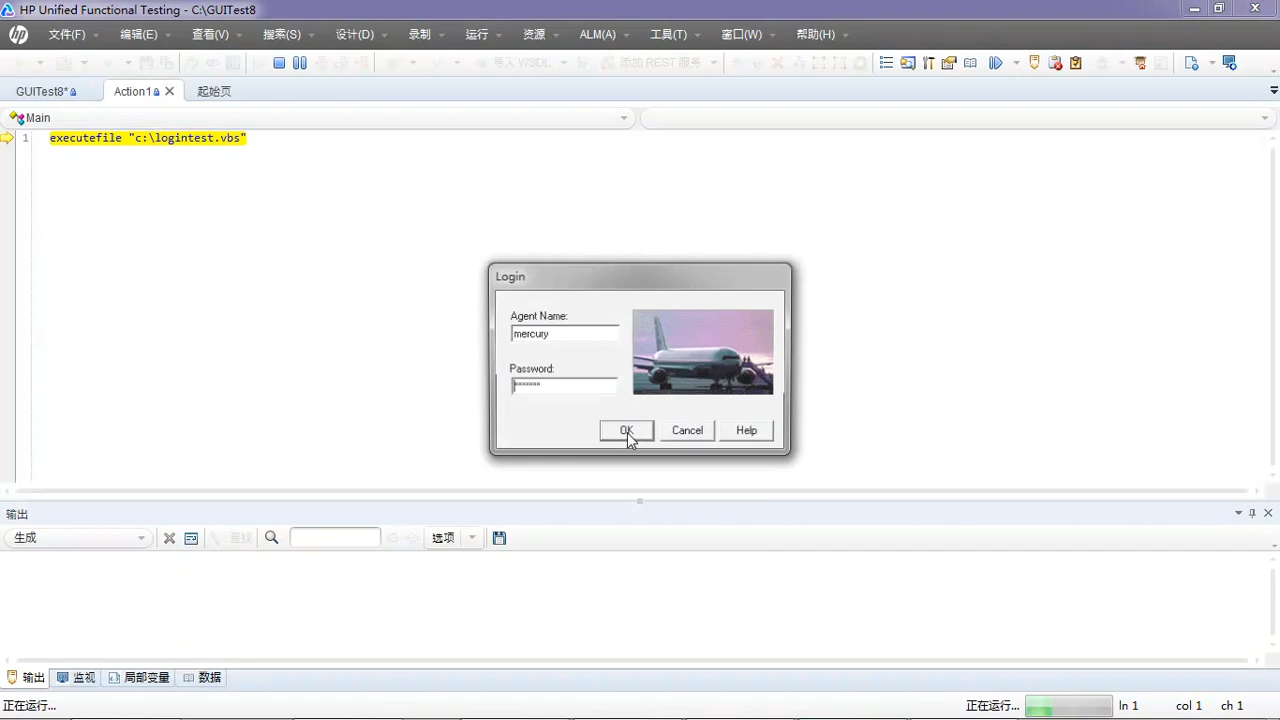 HP Unified Functional Testing - C:\GUITest8
hp 文件(F) 编辑(E) 查看(V) 搜索(S) 设计(D) 录制 运行 资源 ALM(A) 工具(T) 窗口(W) 帮助(H)
导入 WSDL 添加 REST 服务
GUITest8* Action1 起始页
Main
1 executefile "c:\logintest.vbs"
Login
Agent Name:
mercury
Password:
*******
OK Cancel Help
输出
生成 查找 选项
输出 监视 局部变量 数据
正在运行... 正在运行... ln 1 col 1 ch 1